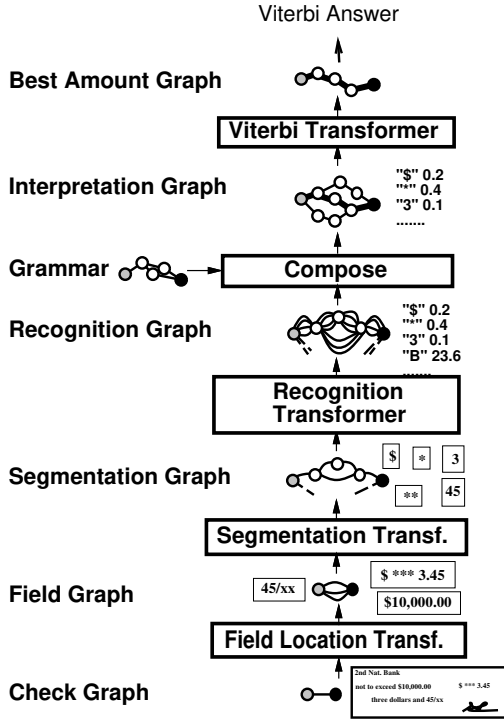 Viterbi Answer
Best Amount Graph
Viterbi Transformer
Interpretation Graph
"$" 0.2
"*" 0.4
"3" 0.1
.......
Grammar
Compose
Recognition Graph
"$" 0.2
"*" 0.4
"3" 0.1
"B" 23.6
.......
Recognition
Transformer
Segmentation Graph
$ * 3
** 45
Segmentation Transf.
Field Graph
45/xx
$ *** 3.45
$10,000.00
Field Location Transf.
Check Graph
2nd Nat. Bank
not to exceed $10,000.00 $ *** 3.45
three dollars and 45/xx